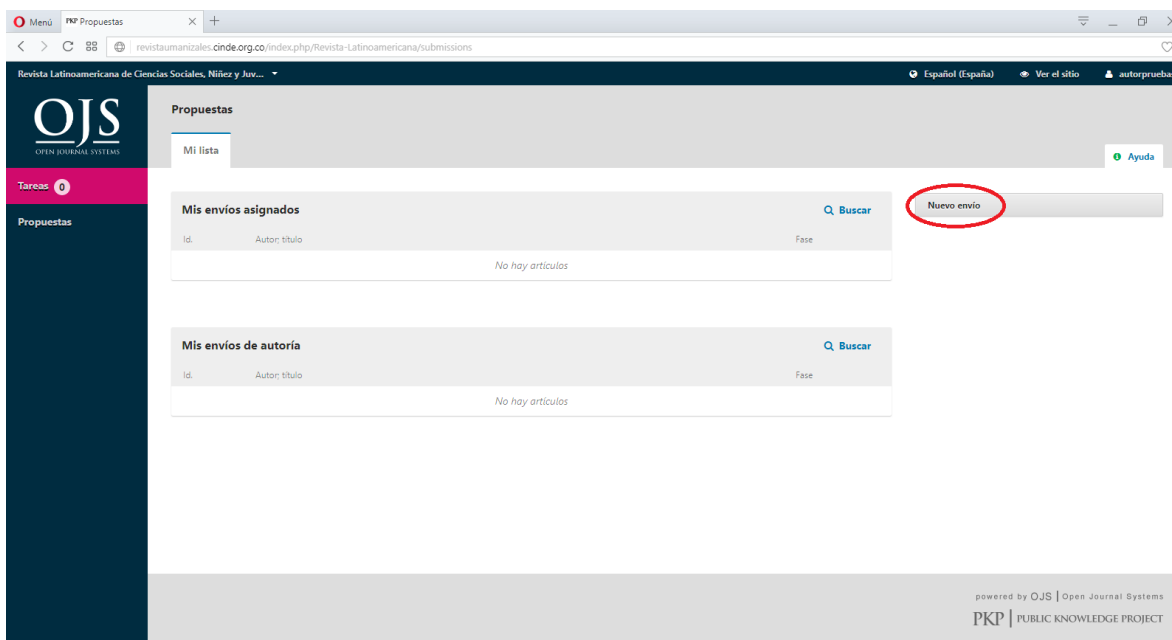 Menú
PKP Propuestas
revistaumanizales.cinde.org.co/index.php/Revista-Latinoamericana/submissions
Revista Latinoamericana de Ciencias Sociales, Niñez y Juv...
Español (España)
Ver el sitio
autorprueba
OJS
OPEN JOURNAL SYSTEMS
Propuestas
Mi lista
Ayuda
Tareas 0
Propuestas
Mis envíos asignados
Buscar
Nuevo envío
Id. Autor; título Fase
No hay artículos
Mis envíos de autoría
Buscar
Id. Autor; título Fase
No hay artículos
powered by OJS | Open Journal Systems
PKP | PUBLIC KNOWLEDGE PROJECT